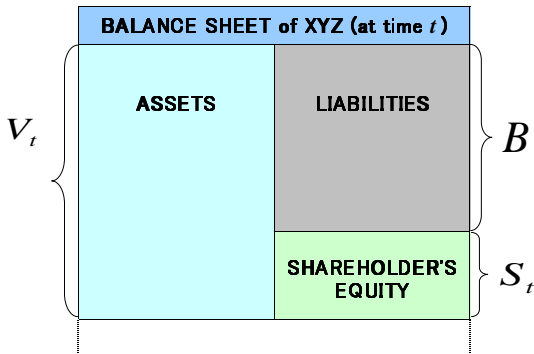 BALANCE SHEET of XYZ (at time t)
ASSETS
LIABILITIES
V_t
B
SHAREHOLDER'S
EQUITY
S_t